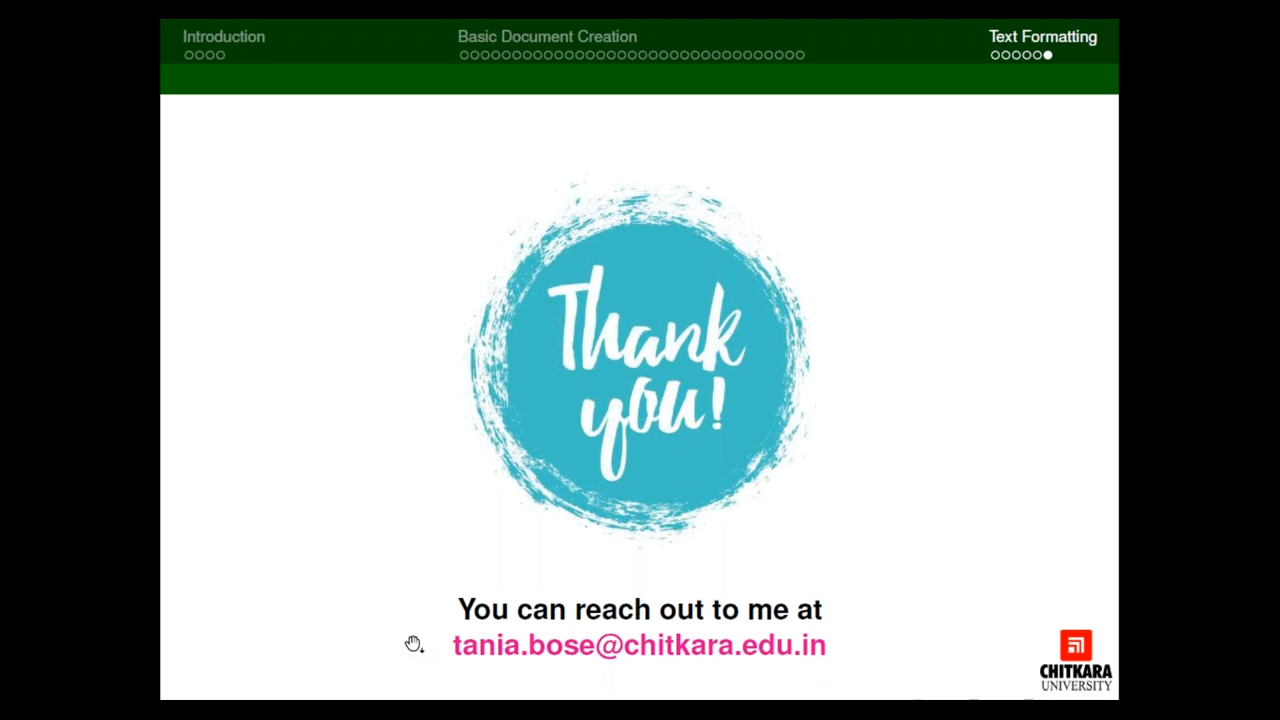 Introduction
Basic Document Creation
Text Formatting
Thank
you!
You can reach out to me at
tania.bose@chitkara.edu.in
CHITKARA
UNIVERSITY